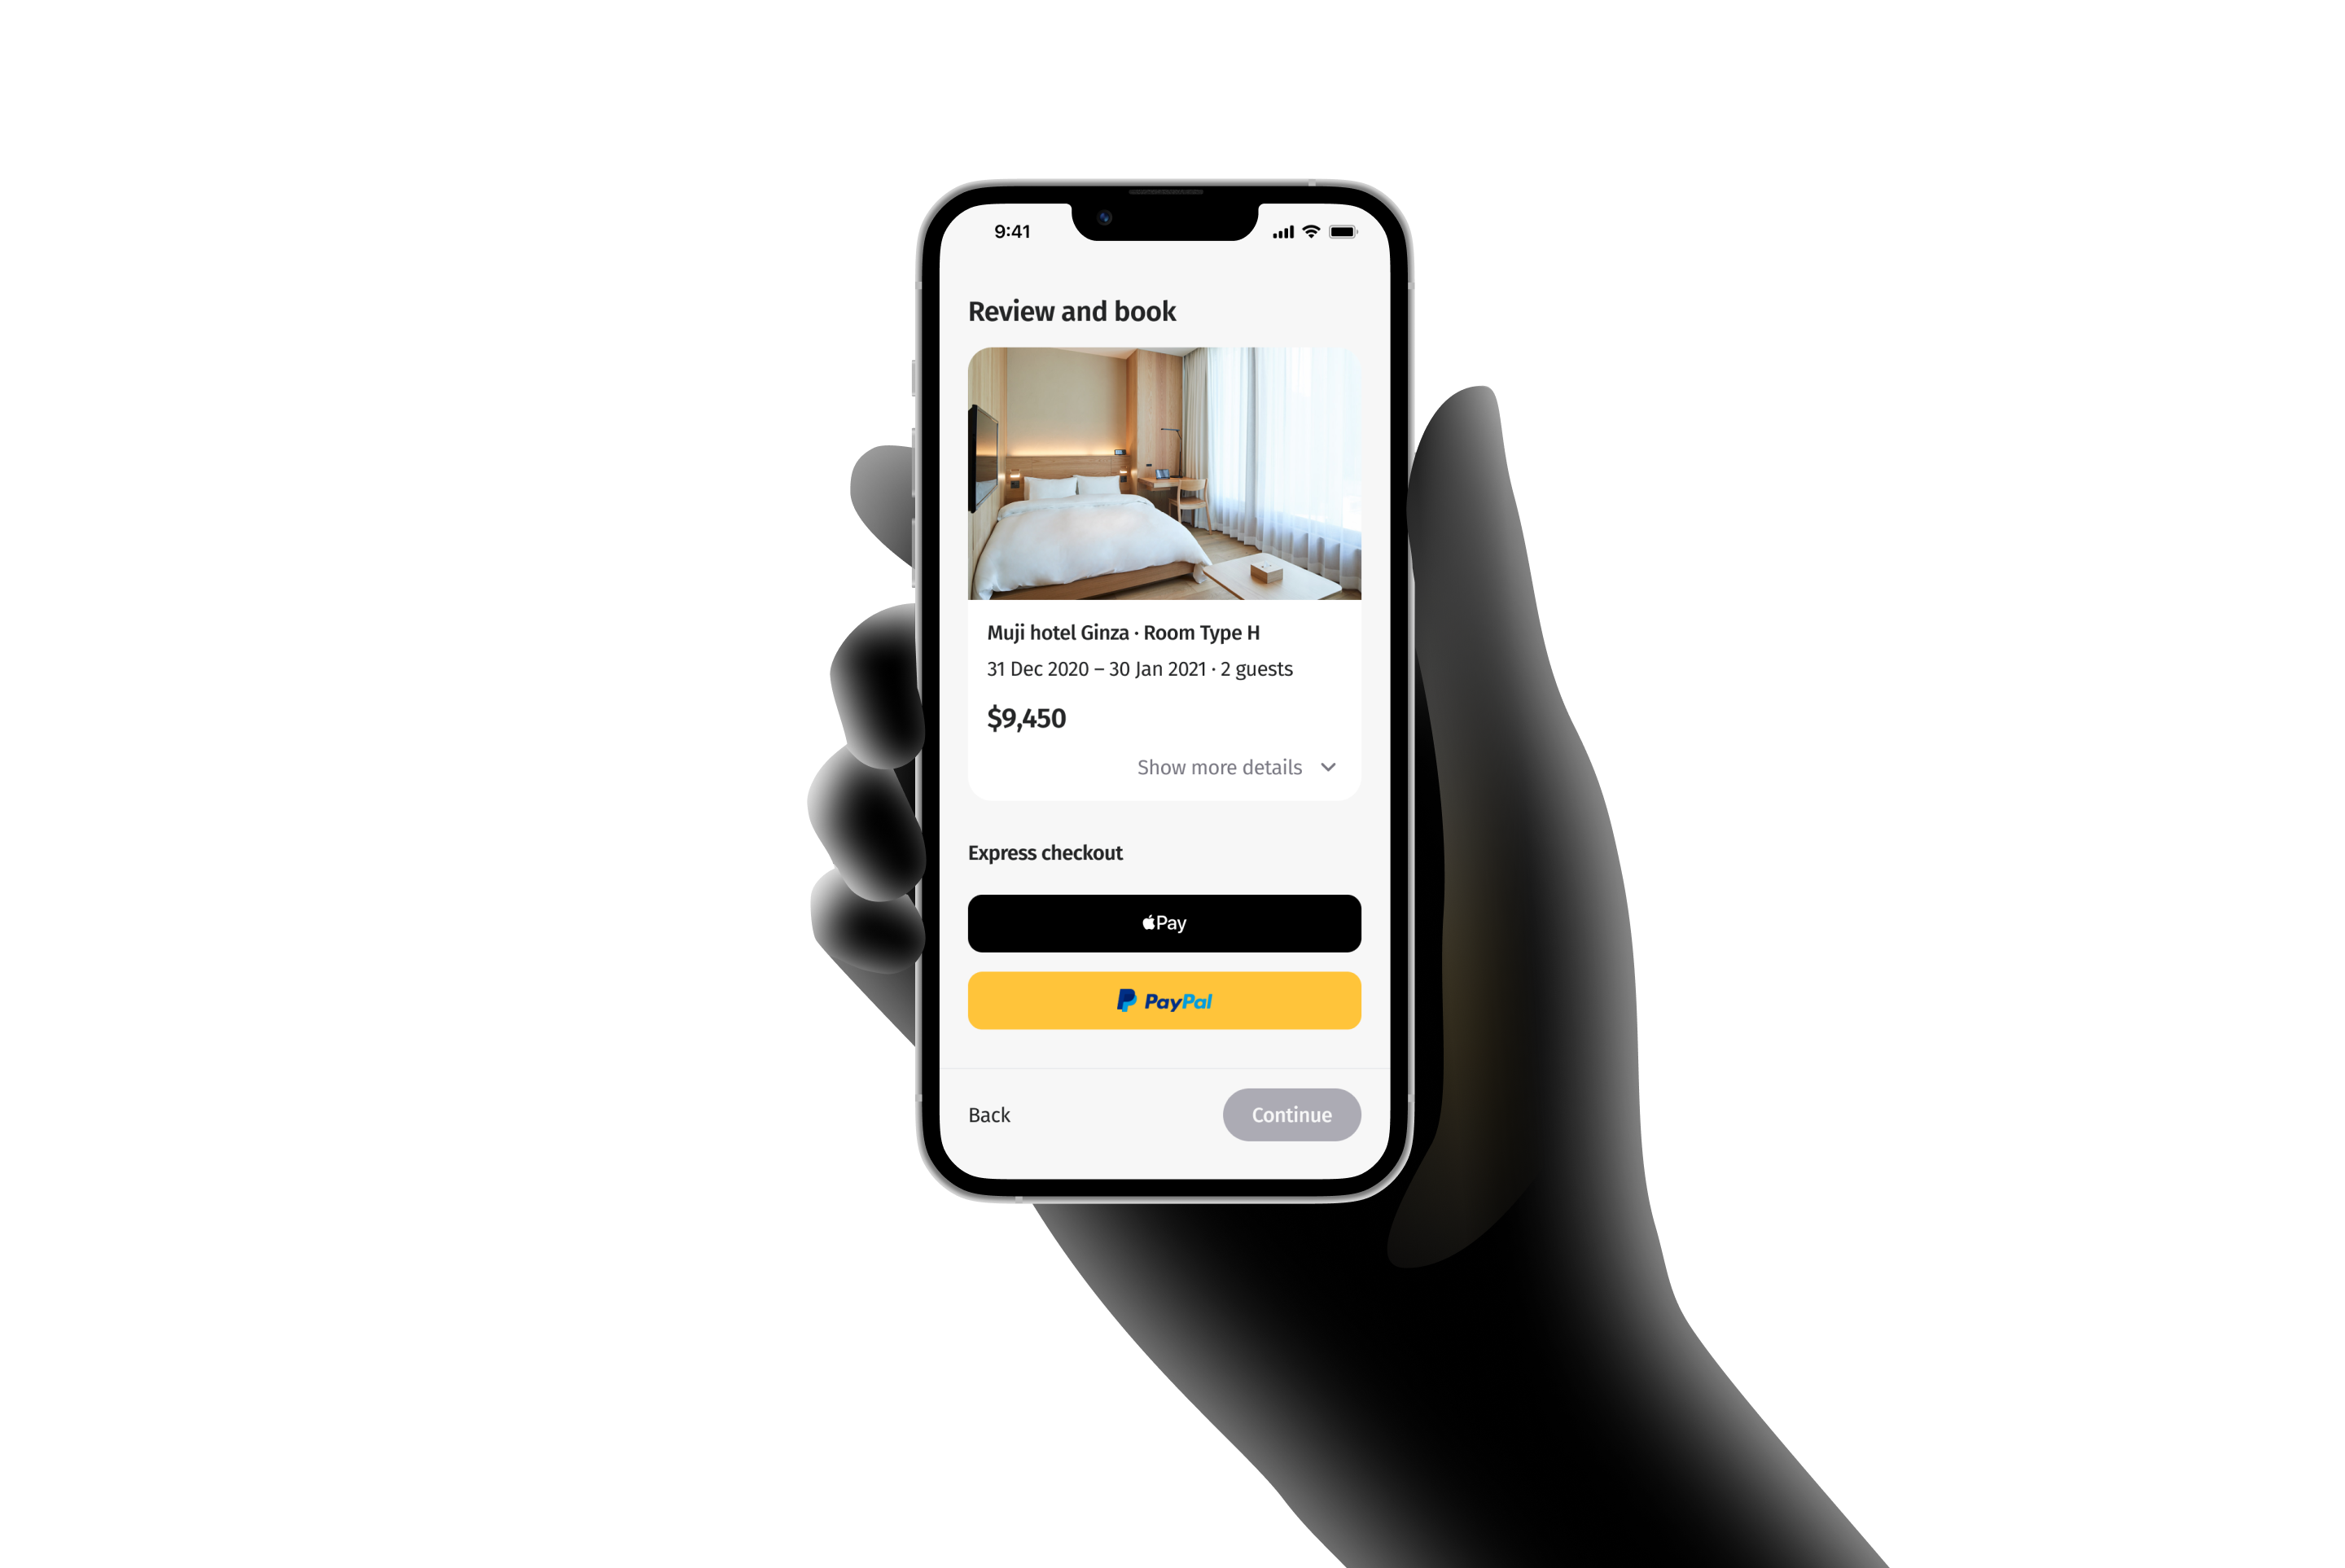 9:41
Review and book
Muji hotel Ginza · Room Type H
31 Dec 2020 – 30 Jan 2021 · 2 guests
$9,450
Show more details
Express checkout
Pay
PayPal
Back
Continue